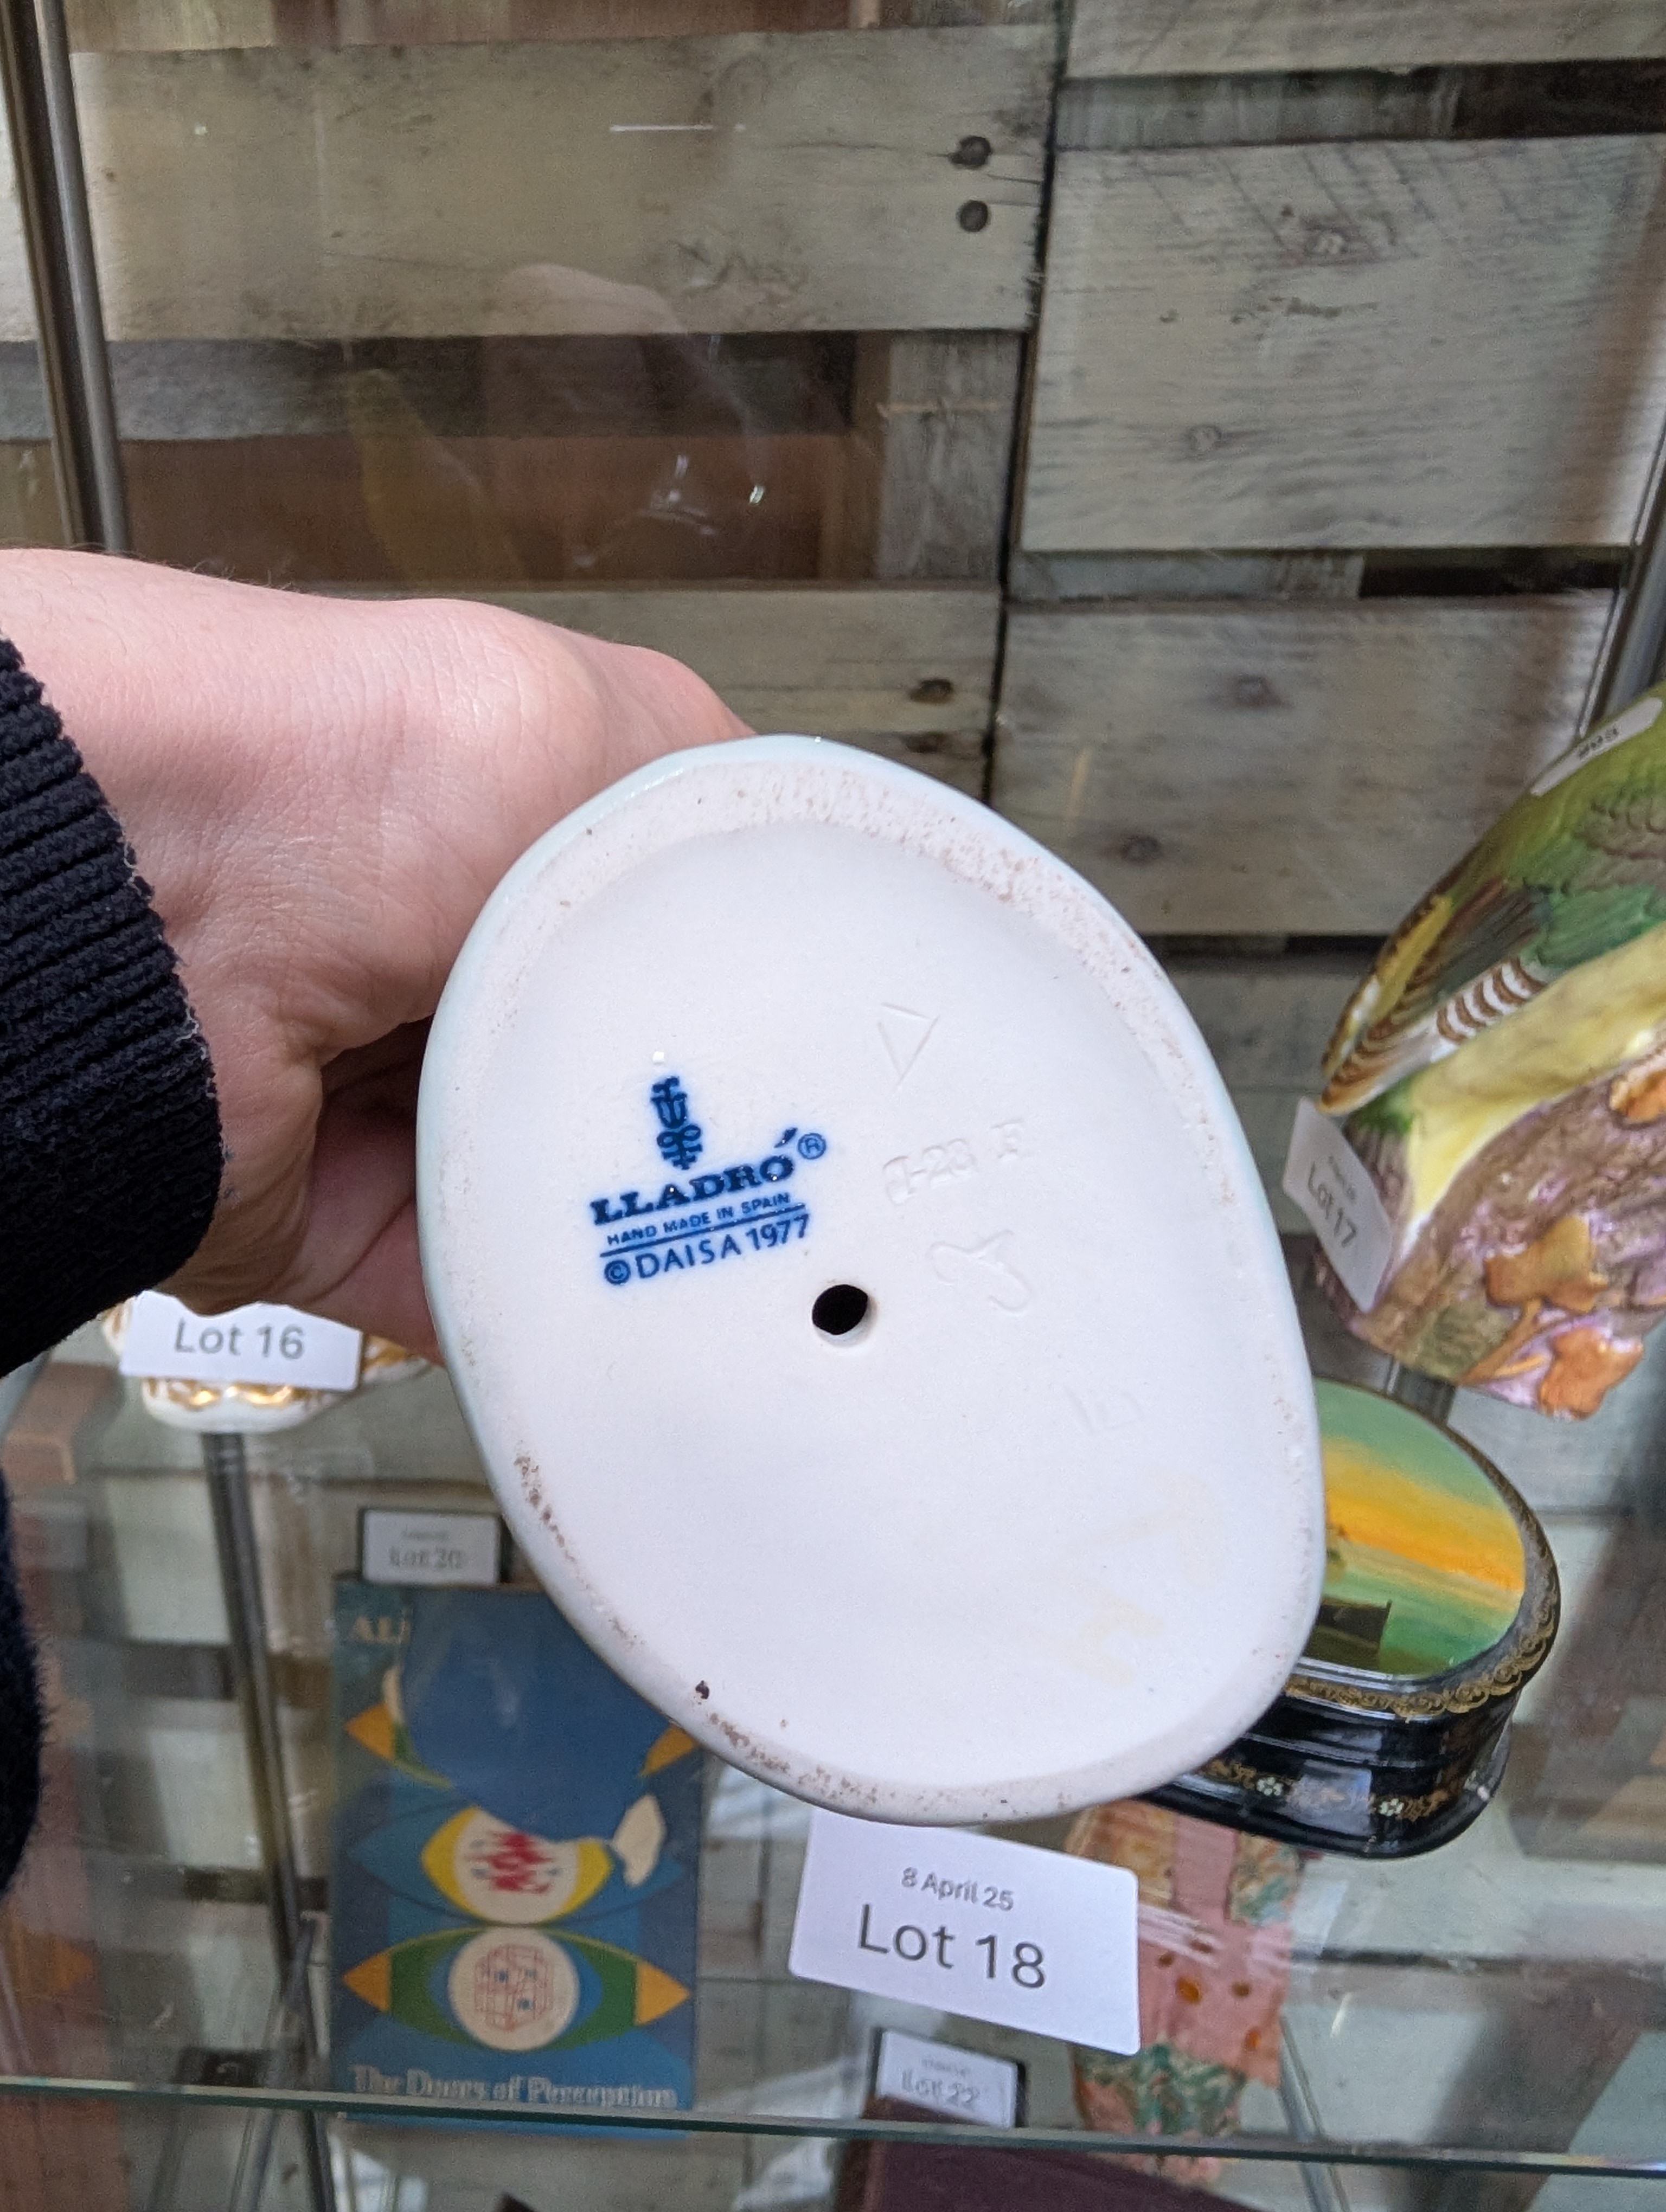 LLADRÓ®
HAND MADE IN SPAIN
© DAISA 1977
Lot 17
Lot 16
Lot 20
8 April 25
Lot 18
Lot 22
The Doors of Perception